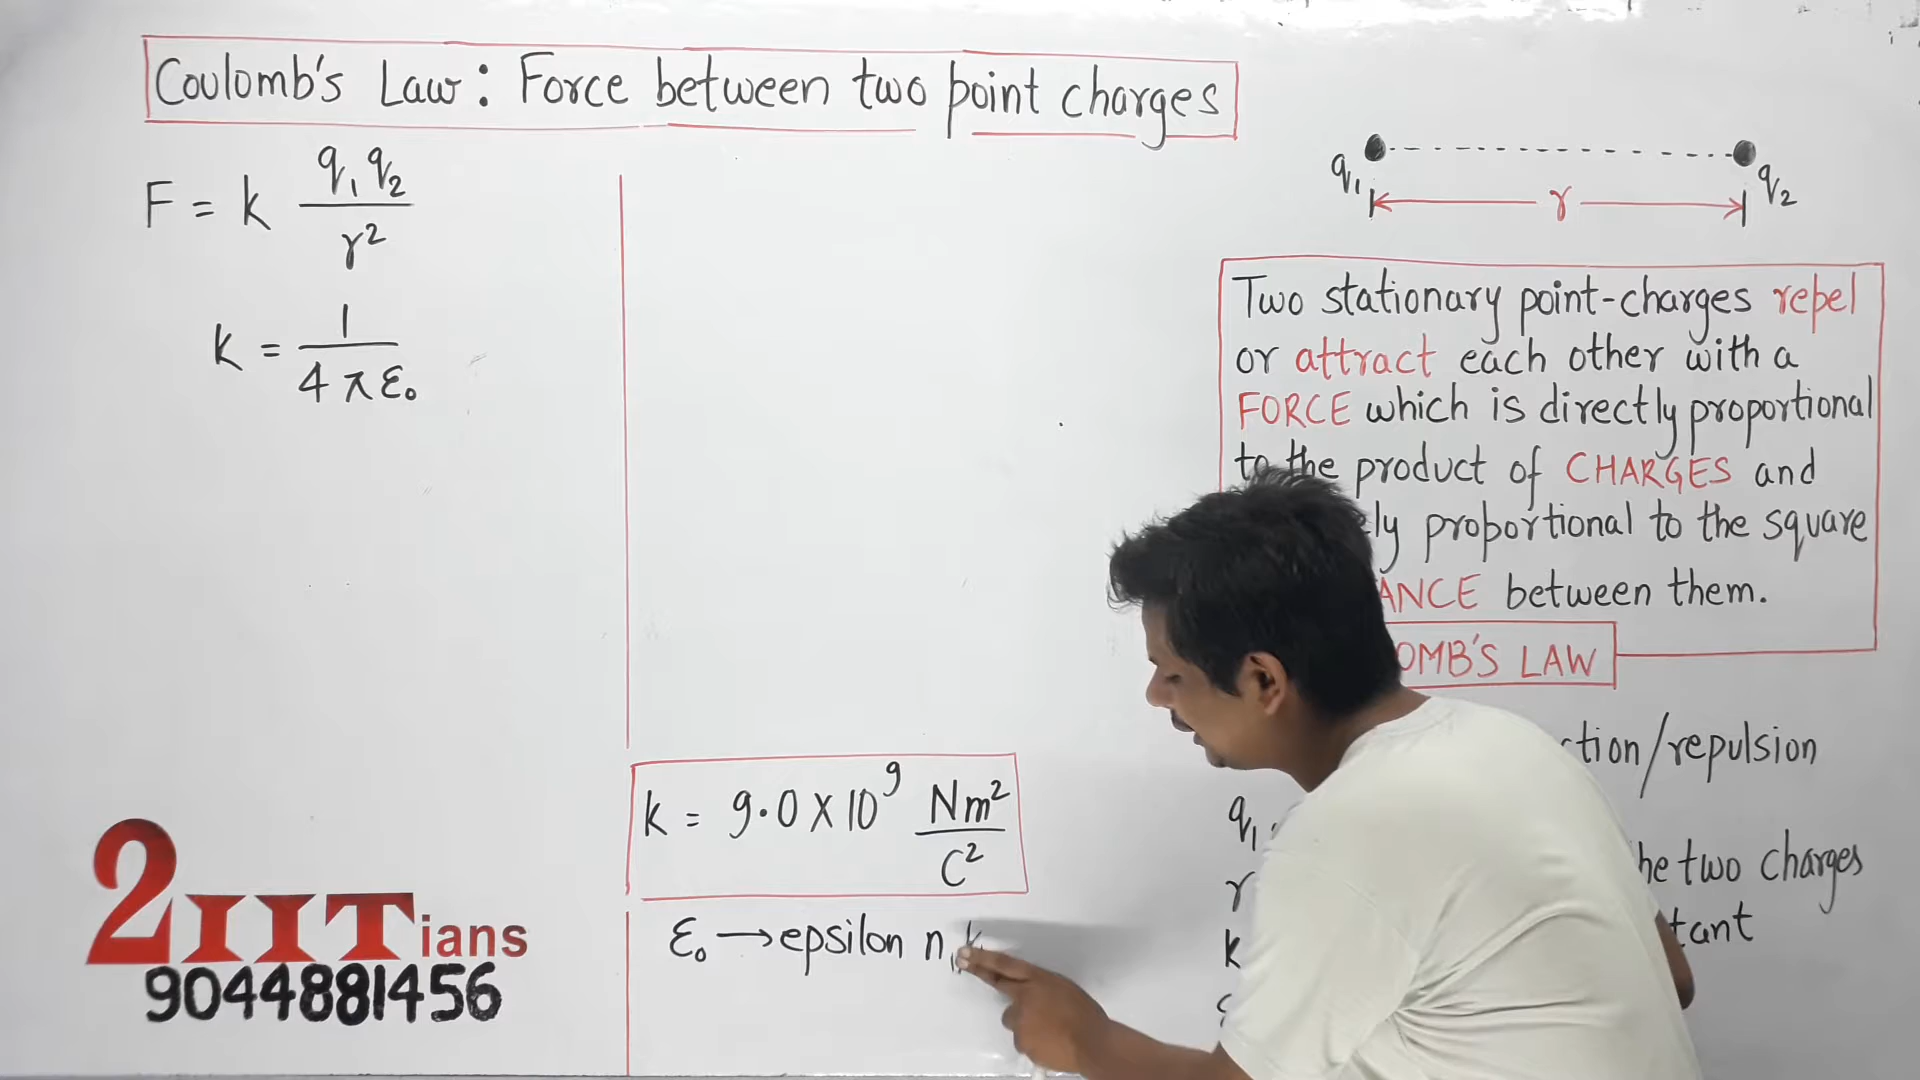 Coulomb's Law: Force between two point charges
F = k q₁q₂ / r²
k = 1 / 4πε₀
q₁
r
q₂
Two stationary point-charges repel
or attract each other with a
FORCE which is directly proportional
to the product of CHARGES and
ly proportional to the square
ANCE between them.
OMB'S LAW
ction/repulsion
q₁
r he two charges
k tant
k = 9.0 X 10⁹ Nm² / C²
ε₀ → epsilon n
2IITians
9044881456